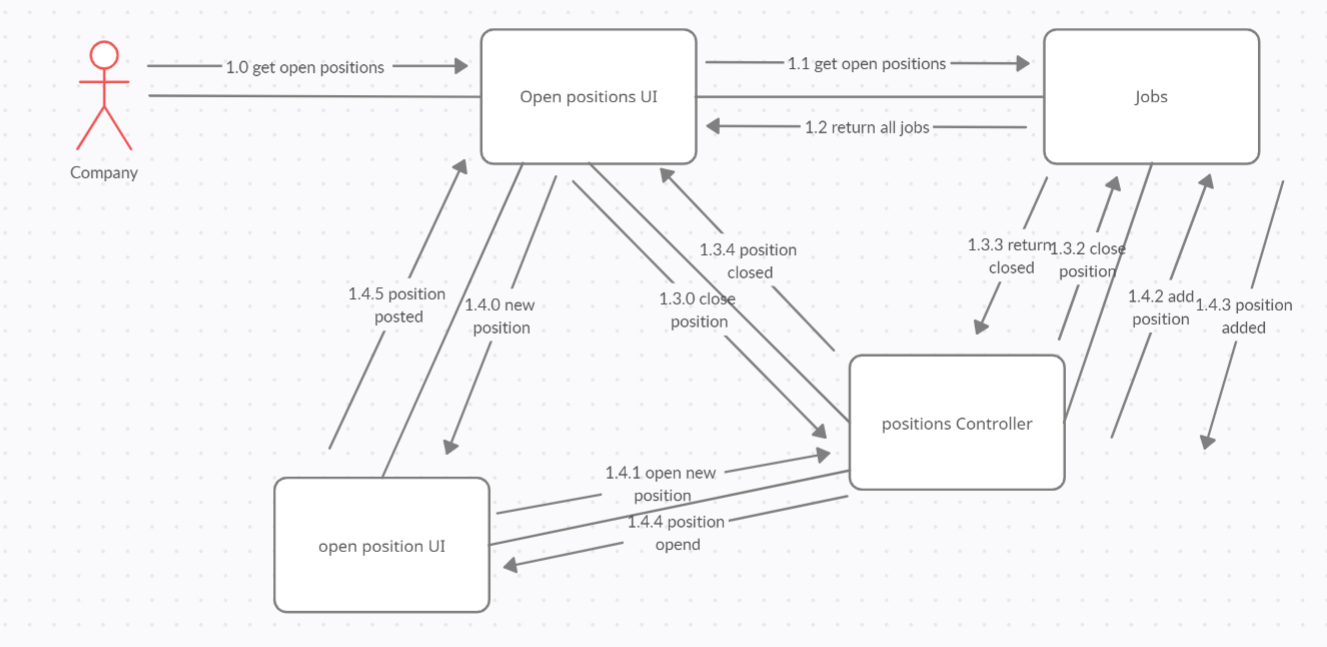 1.0 get open positions
Open positions UI
1.1 get open positions
Jobs
1.2 return all jobs
Company
1.4.5 position
posted
1.4.0 new
position
1.3.4 position
closed
1.3.0 close
position
1.3.3 return
closed
1.3.2 close
position
1.4.2 add
position
1.4.3 position
added
positions Controller
1.4.1 open new
position
1.4.4 position
opend
open position UI